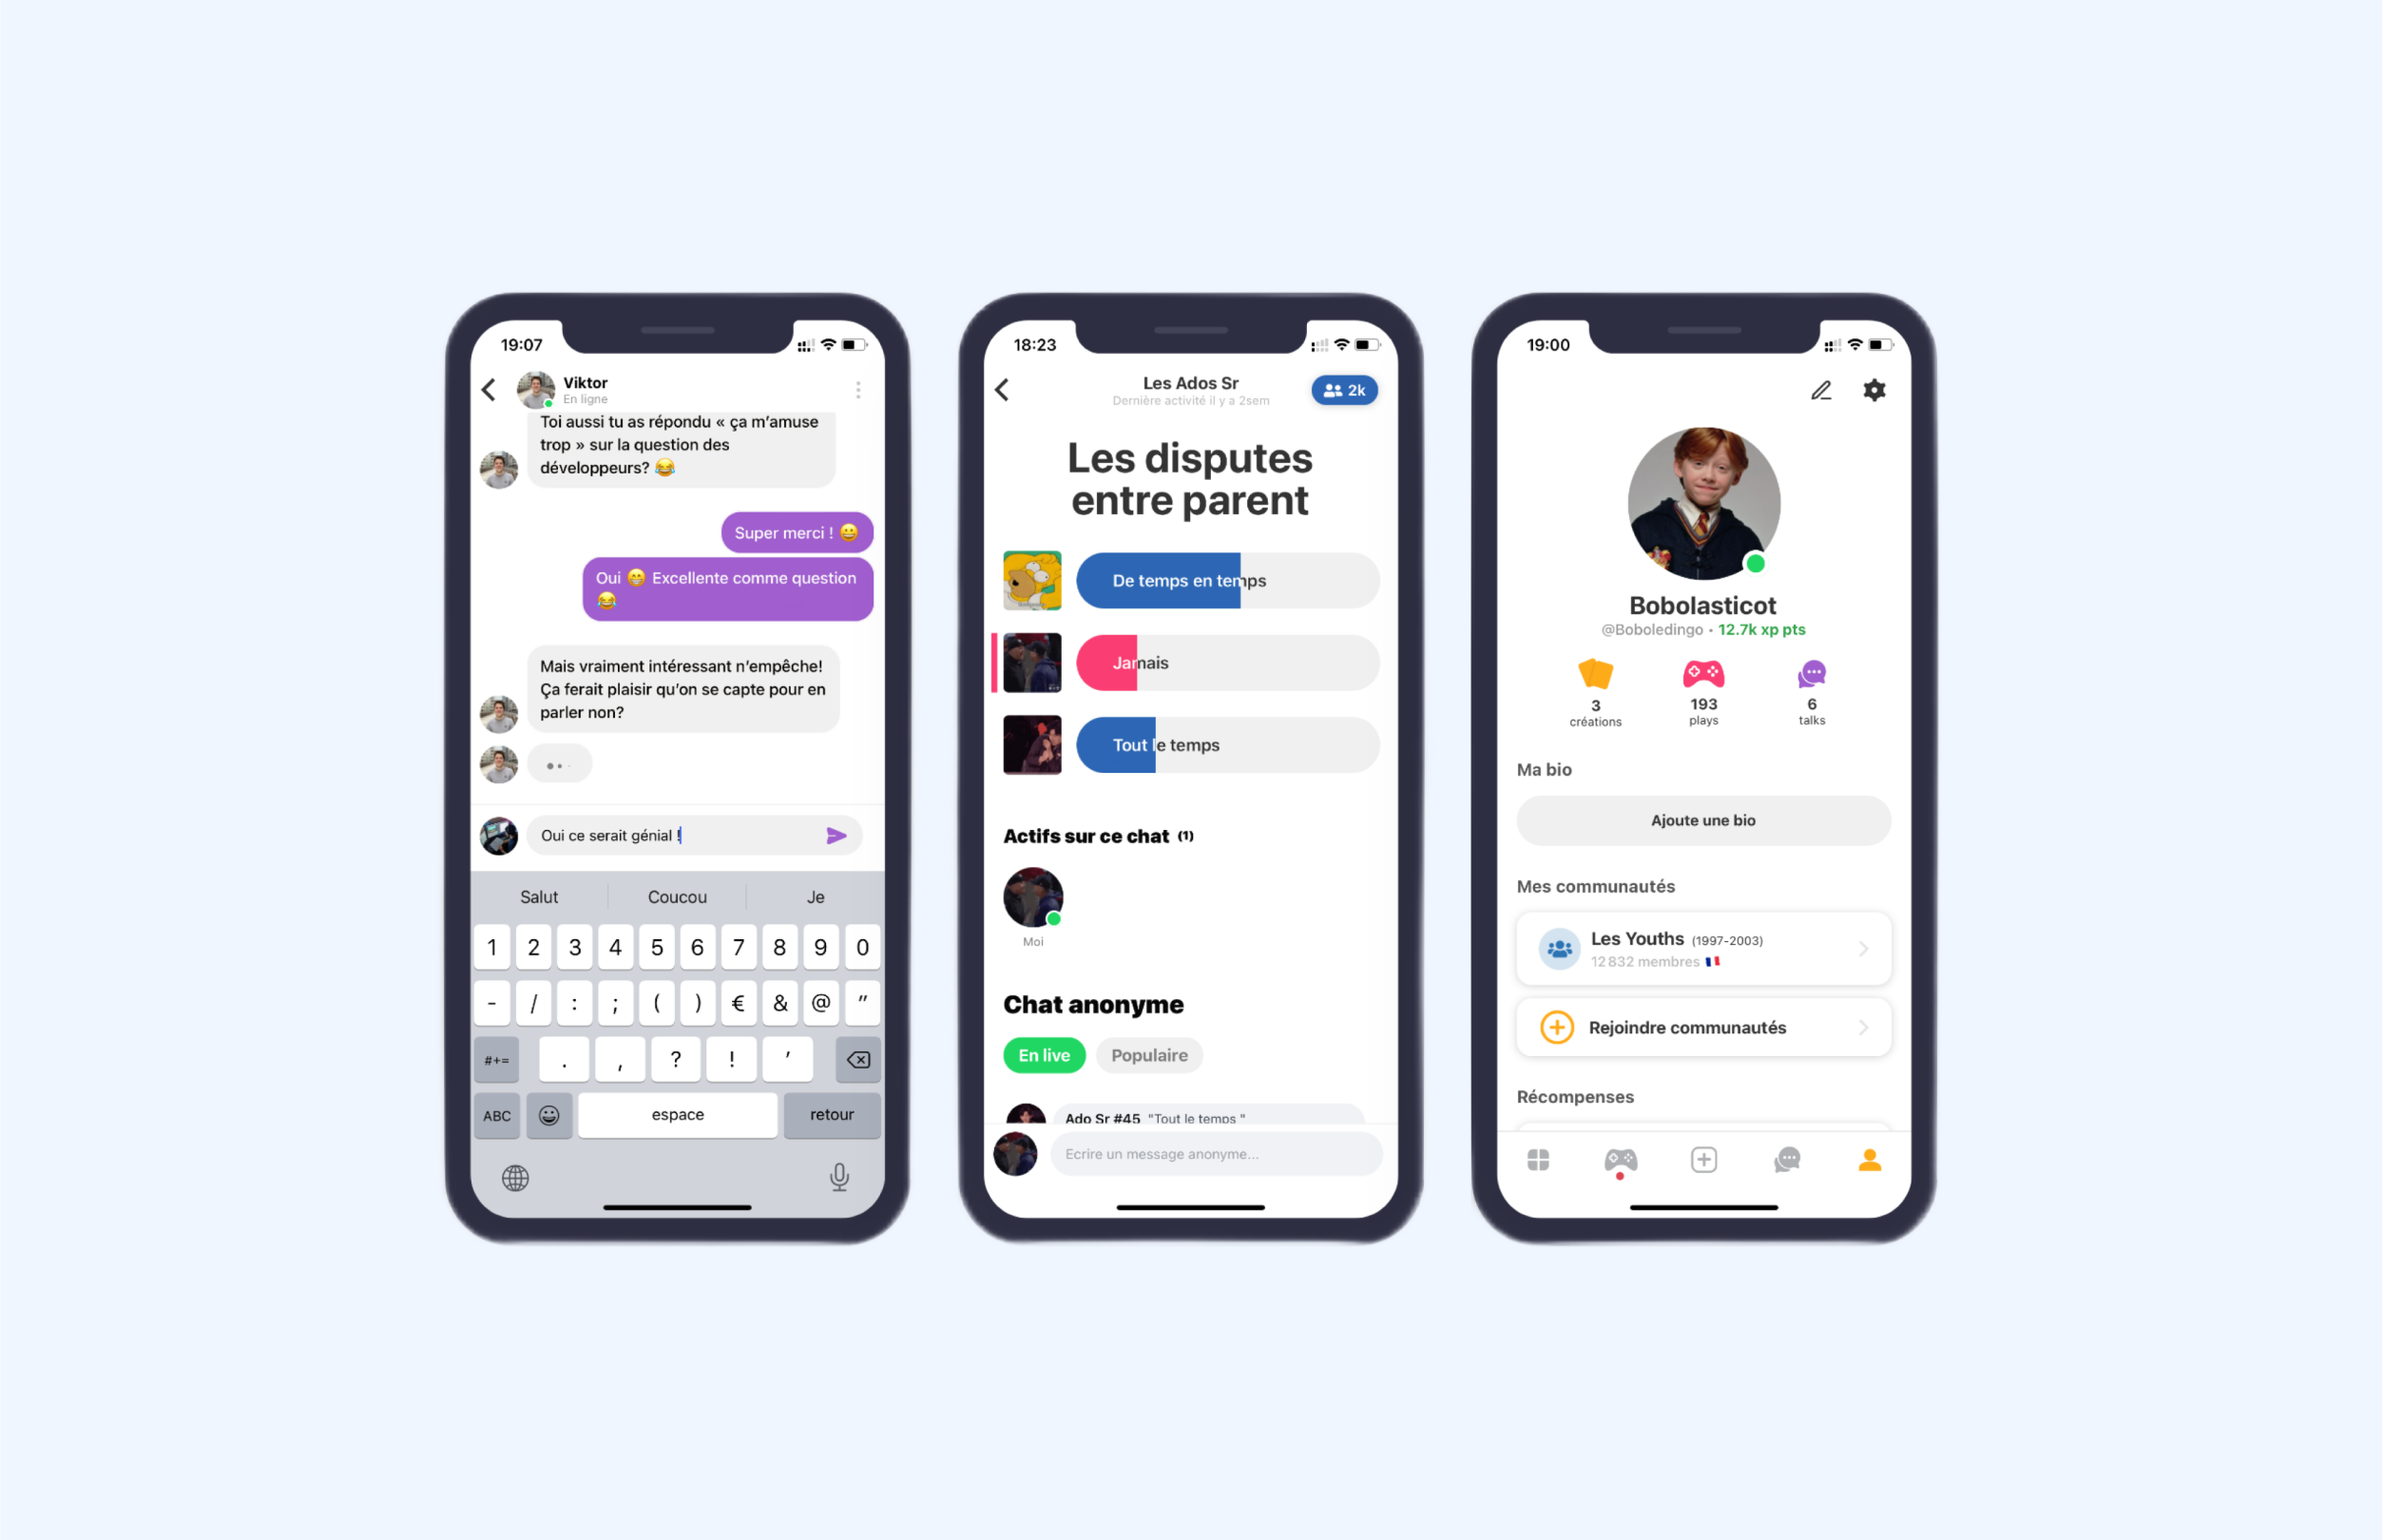 19:07
Viktor
En ligne
Toi aussi tu as répondu « ça m'amuse
trop » sur la question des
développeurs? 😂
Super merci ! 😀
Oui 😁 Excellente comme question
😂
Mais vraiment intéressant n'empêche!
Ça ferait plaisir qu'on se capte pour en
parler non?
Oui ce serait génial !
Salut Coucou Je
1 2 3 4 5 6 7 8 9 0
- / : ; ( ) € & @ "
#+= . , ? ! '
ABC espace retour
18:23
Les Ados Sr
Dernière activité il y a 2sem
2k
Les disputes
entre parent
De temps en temps
Jamais
Tout le temps
Actifs sur ce chat (1)
Moi
Chat anonyme
En live Populaire
Ado Sr #45 "Tout le temps "
Ecrire un message anonyme...
19:00
Bobolasticot
@Boboledingo • 12.7k xp pts
3 193 6
créations plays talks
Ma bio
Ajoute une bio
Mes communautés
Les Youths (1997-2003)
12 832 membres 🇫🇷
Rejoindre communautés
Récompenses